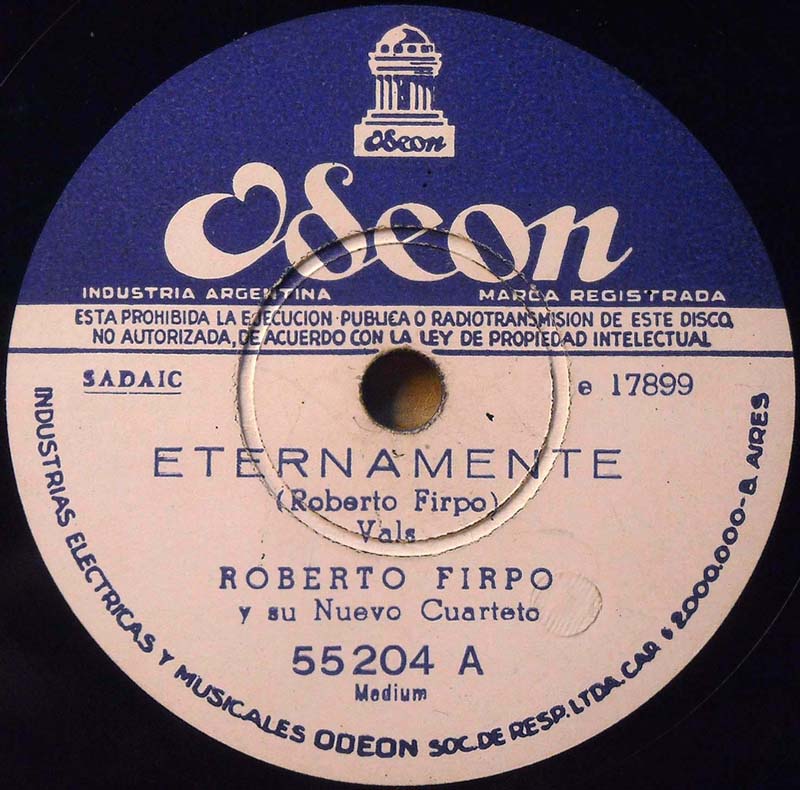 Odeon
Odeon
INDUSTRIA ARGENTINA MARCA REGISTRADA
ESTA PROHIBIDA LA EJECUCION · PUBLICA O RADIOTRANSMISION DE ESTE DISCO,
NO AUTORIZADA, DE ACUERDO CON LA LEY DE PROPIEDAD INTELECTUAL
SADAIC e 17899
ETERNAMENTE
(Roberto Firpo)
Vals
ROBERTO FIRPO
y su Nuevo Cuarteto
55204 A
Medium
INDUSTRIAS ELECTRICAS Y MUSICALES ODEON SOC. DE RESP. LTDA. CAP. $ 2.000.000-B. AIRES